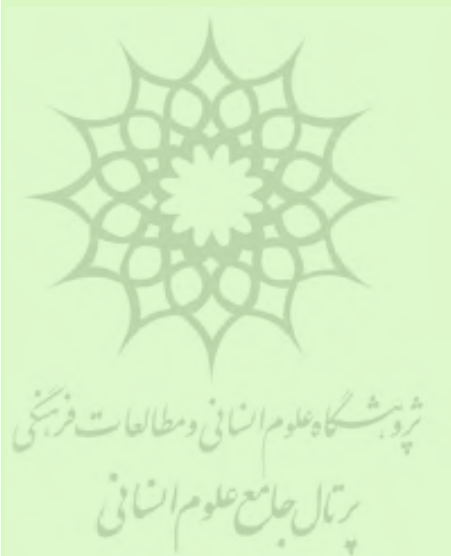 پژوهشگاه علوم انسانی و مطالعات فرهنگی
پرتال جامع علوم انسانی